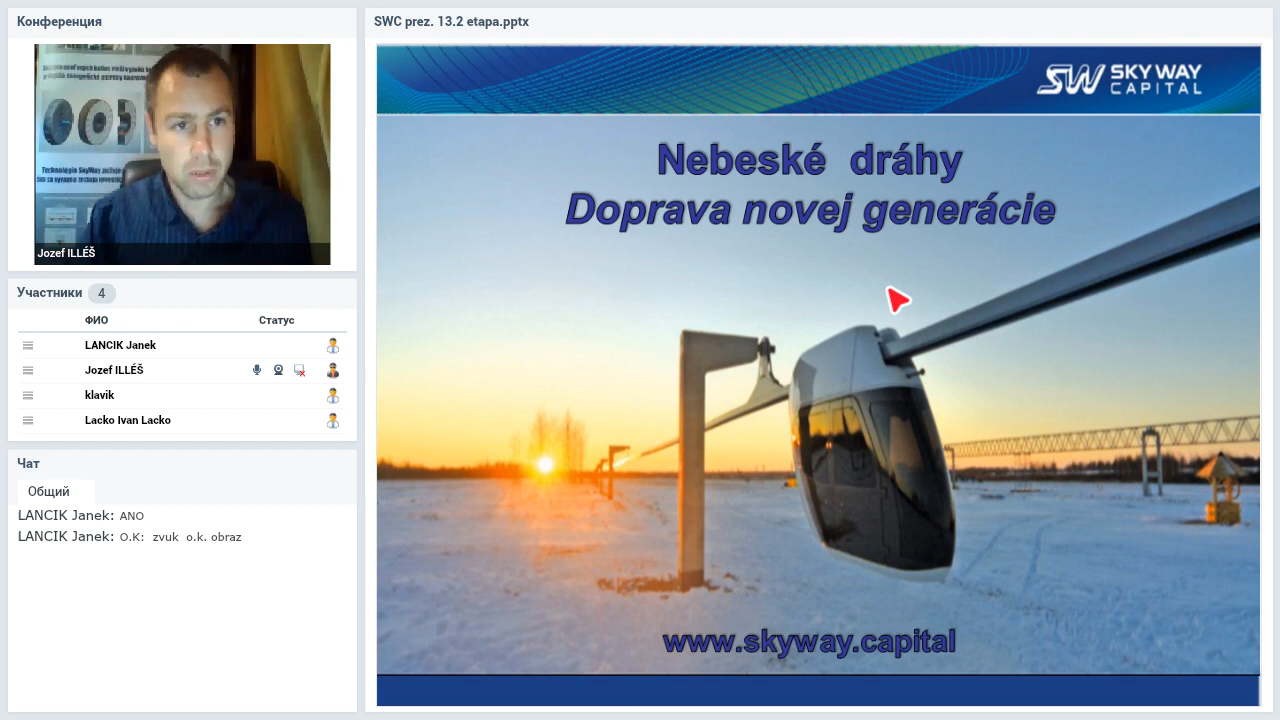 Конференция
Jozef ILLÉŠ
Участники 4
ФИО Статус
LANCIK Janek
Jozef ILLÉŠ
klavik
Lacko Ivan Lacko
Чат
Общий
LANCIK Janek: ANO
LANCIK Janek: O.K: zvuk o.k. obraz
SWC prez. 13.2 etapa.pptx
SW SKY WAY
CAPITAL
Nebeské dráhy
Doprava novej generácie
www.skyway.capital